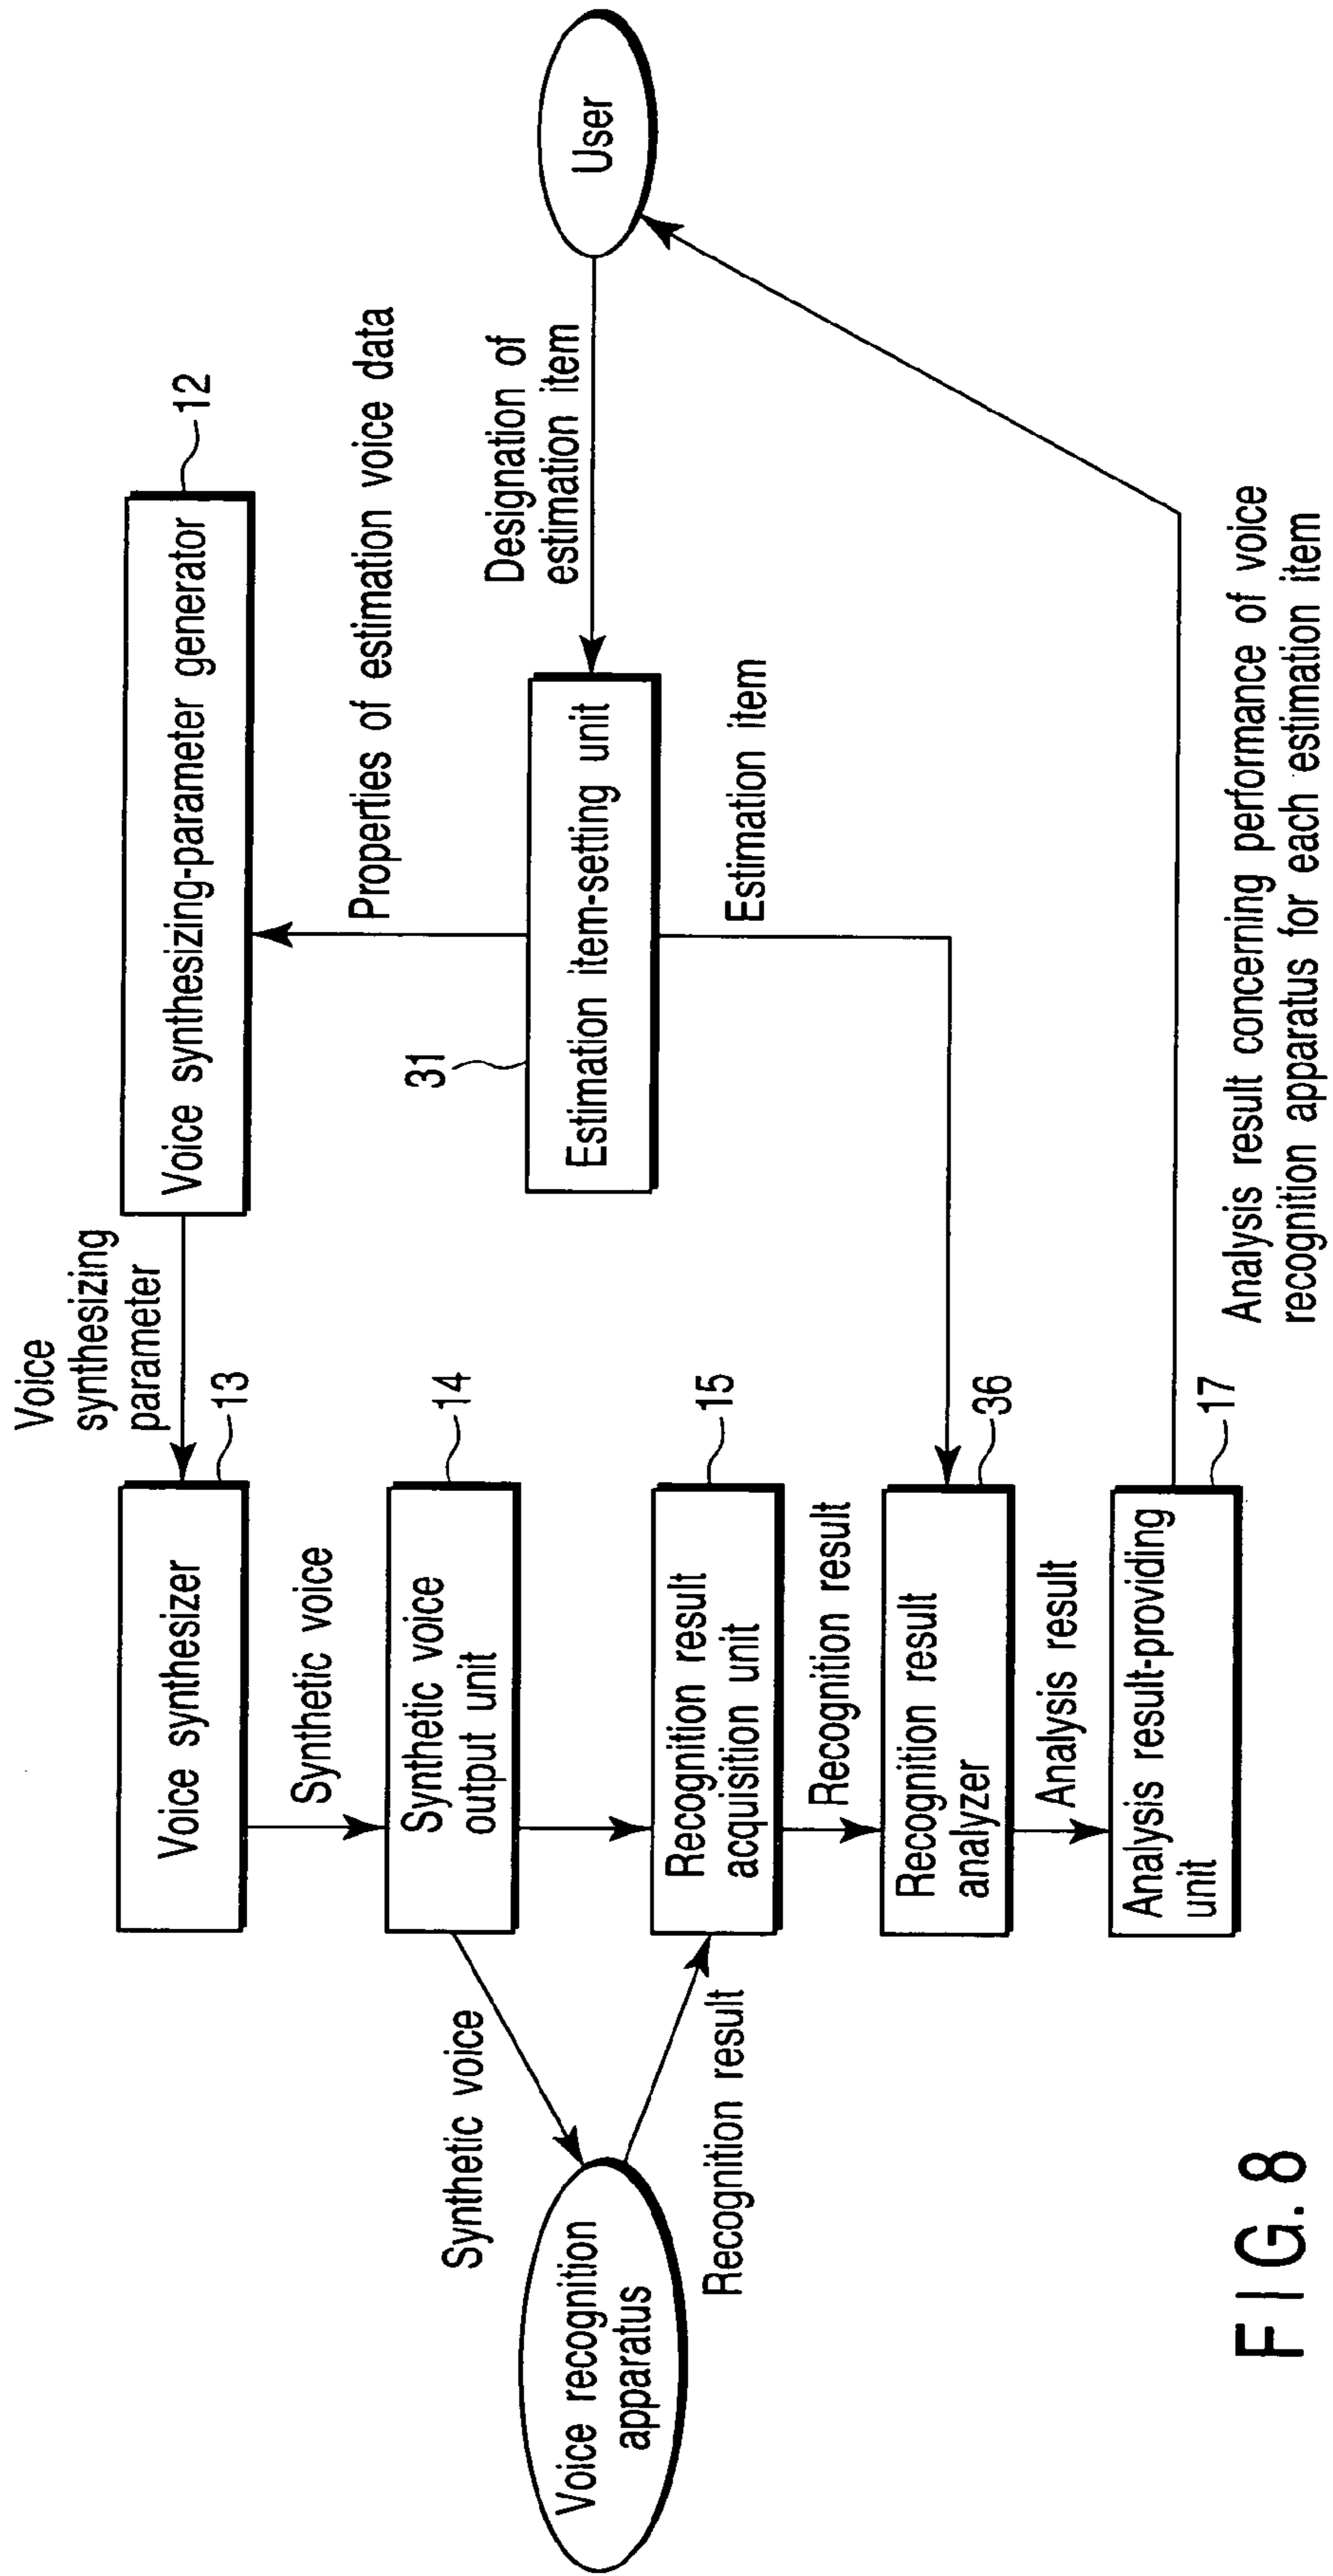 Voice
synthesizing
parameter
Voice synthesizing-parameter generator
12
Voice synthesizer
13
Synthetic voice
Properties of estimation voice data
Synthetic voice
output unit
14
Synthetic voice
31
Designation of
estimation item
User
Estimation item-setting unit
Voice recognition
apparatus
Recognition result
acquisition unit
15
Recognition result
Estimation item
Recognition result
Recognition result
analyzer
36
Analysis result
Analysis result-providing
unit
17
Analysis result concerning performance of voice
recognition apparatus for each estimation item
FIG. 8